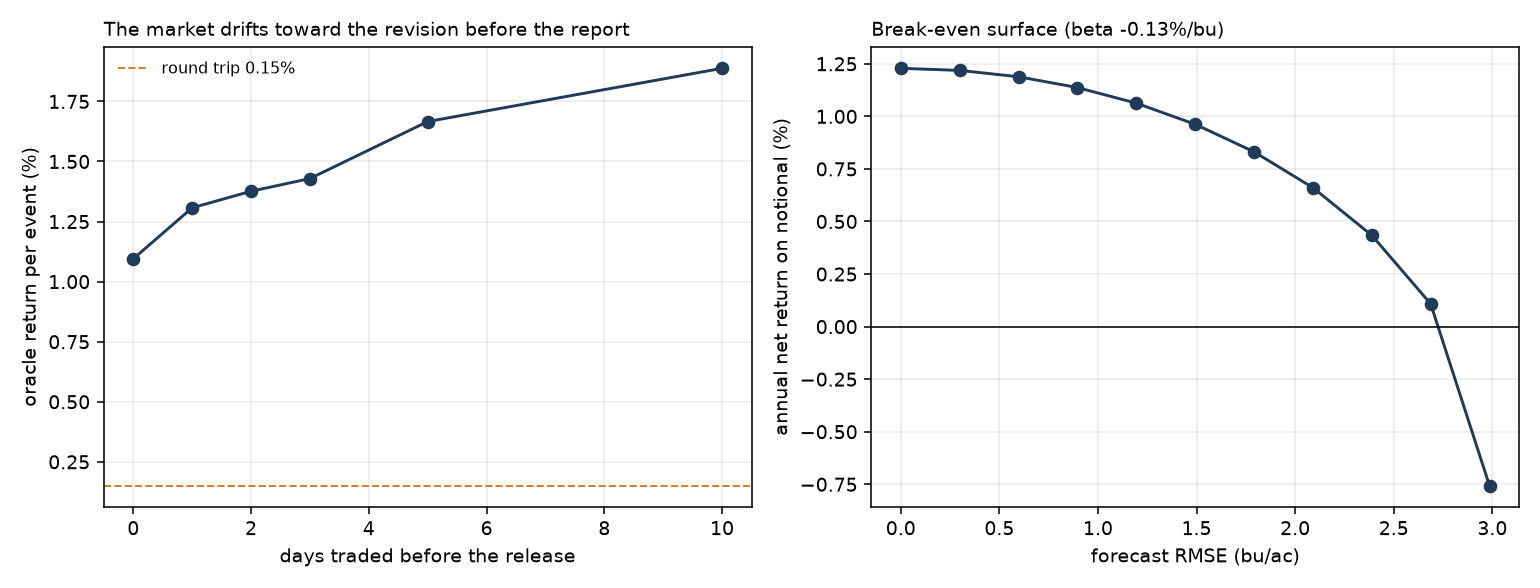 The market drifts toward the revision before the report
round trip 0.15%
oracle return per event (%)
1.75
1.50
1.25
1.00
0.75
0.50
0.25
0 2 4 6 8 10
days traded before the release
Break-even surface (beta -0.13%/bu)
annual net return on notional (%)
1.25
1.00
0.75
0.50
0.25
0.00
−0.25
−0.50
−0.75
0.0 0.5 1.0 1.5 2.0 2.5 3.0
forecast RMSE (bu/ac)